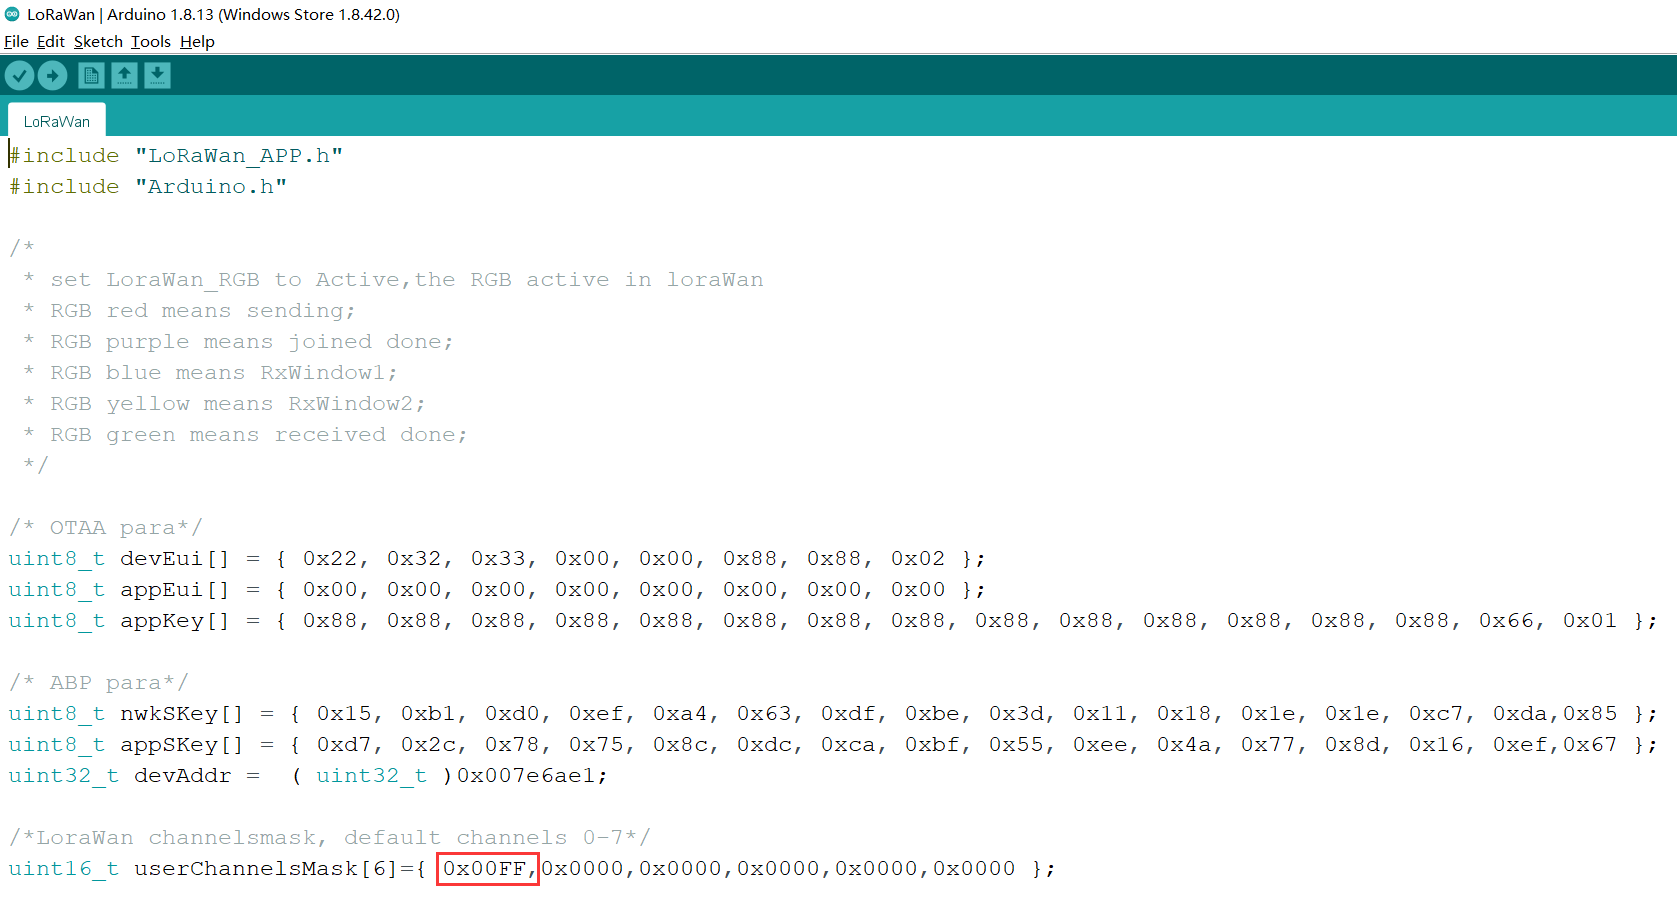 LoRaWan | Arduino 1.8.13 (Windows Store 1.8.42.0)
File Edit Sketch Tools Help
LoRaWan
#include "LoRaWan_APP.h"
#include "Arduino.h"
/*
 * set LoraWan_RGB to Active,the RGB active in loraWan
 * RGB red means sending;
 * RGB purple means joined done;
 * RGB blue means RxWindow1;
 * RGB yellow means RxWindow2;
 * RGB green means received done;
 */
/* OTAA para*/
uint8_t devEui[] = { 0x22, 0x32, 0x33, 0x00, 0x00, 0x88, 0x88, 0x02 };
uint8_t appEui[] = { 0x00, 0x00, 0x00, 0x00, 0x00, 0x00, 0x00, 0x00 };
uint8_t appKey[] = { 0x88, 0x88, 0x88, 0x88, 0x88, 0x88, 0x88, 0x88, 0x88, 0x88, 0x88, 0x88, 0x88, 0x88, 0x66, 0x01 };
/* ABP para*/
uint8_t nwkSKey[] = { 0x15, 0xb1, 0xd0, 0xef, 0xa4, 0x63, 0xdf, 0xbe, 0x3d, 0x11, 0x18, 0x1e, 0x1e, 0xc7, 0xda,0x85 };
uint8_t appSKey[] = { 0xd7, 0x2c, 0x78, 0x75, 0x8c, 0xdc, 0xca, 0xbf, 0x55, 0xee, 0x4a, 0x77, 0x8d, 0x16, 0xef,0x67 };
uint32_t devAddr =  ( uint32_t )0x007e6ae1;
/*LoraWan channelsmask, default channels 0-7*/
uint16_t userChannelsMask[6]={ 0x00FF,0x0000,0x0000,0x0000,0x0000,0x0000 };